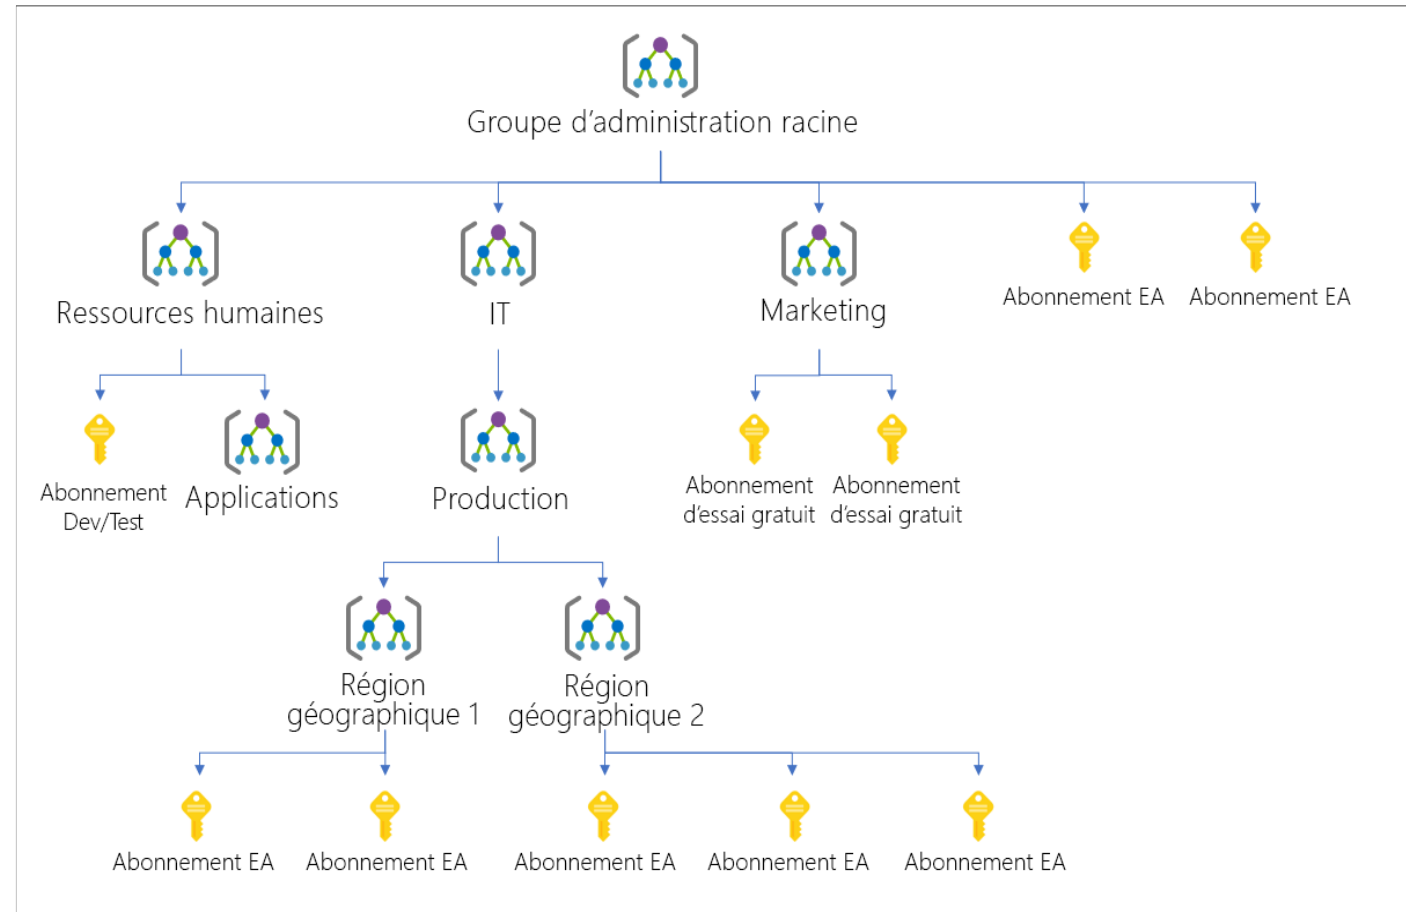 Groupe d’administration racine
Ressources humaines
IT
Marketing
Abonnement EA
Abonnement EA
Abonnement
Dev/Test
Applications
Production
Abonnement
d’essai gratuit
Abonnement
d’essai gratuit
Région
géographique 1
Région
géographique 2
Abonnement EA
Abonnement EA
Abonnement EA
Abonnement EA
Abonnement EA